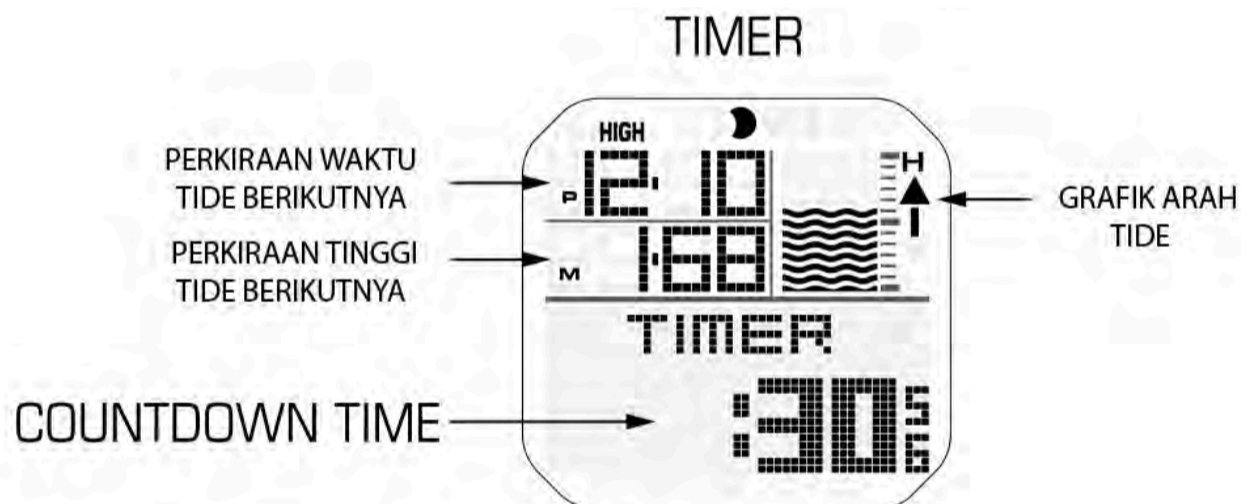 TIMER
PERKIRAAN WAKTU
TIDE BERIKUTNYA
PERKIRAAN TINGGI
TIDE BERIKUTNYA
HIGH
P 12:10
M 1.68
H
TIMER
:30 56
COUNTDOWN TIME
GRAFIK ARAH
TIDE